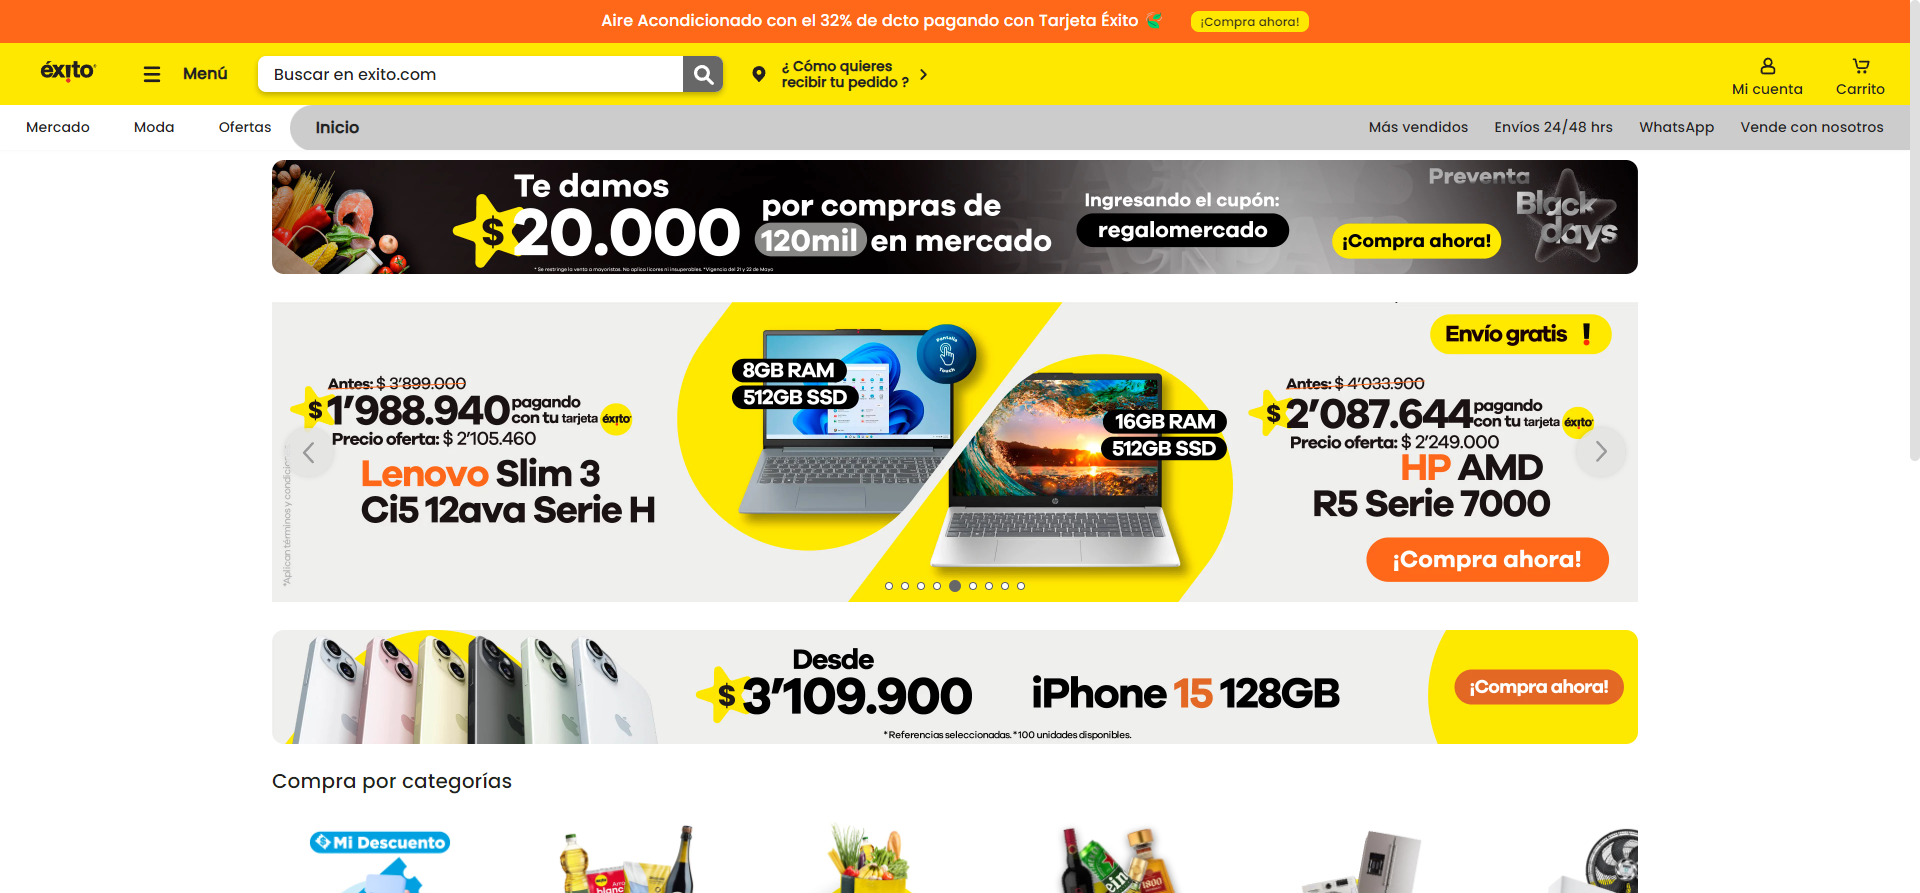 Aire Acondicionado con el 32% de dcto pagando con Tarjeta Éxito
¡Compra ahora!
éxito
Menú
Buscar en exito.com
¿ Cómo quieres
recibir tu pedido ?
Mi cuenta
Carrito
Mercado
Moda
Ofertas
Inicio
Más vendidos
Envíos 24/48 hrs
WhatsApp
Vende con nosotros
Te damos
$20.000
por compras de
120mil en mercado
* Se restringe la venta a mayoristas. No aplica licores ni insuperables. *Vigencia del 21 y 22 de Mayo
Ingresando el cupón:
regalomercado
¡Compra ahora!
Preventa
Black
days
Antes: $ 3'899.000
$1'988.940 pagando
con tu tarjeta éxito
Precio oferta: $ 2'105.460
Lenovo Slim 3
Ci5 12ava Serie H
*Aplican términos y condicio
8GB RAM
512GB SSD
Pantalla
Touch
16GB RAM
512GB SSD
Envío gratis !
Antes: $ 4'033.900
$2'087.644 pagando
con tu tarjeta éxito
Precio oferta: $ 2'249.000
HP AMD
R5 Serie 7000
¡Compra ahora!
Desde
$3'109.900
iPhone 15 128GB
*Referencias seleccionadas. *100 unidades disponibles.
¡Compra ahora!
Compra por categorías
$ Mi Descuento